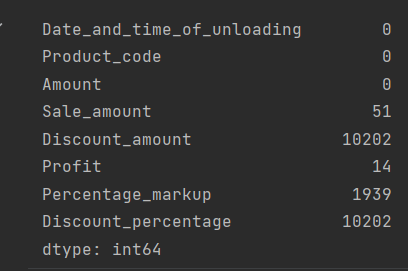 Date_and_time_of_unloading 0
Product_code 0
Amount 0
Sale_amount 51
Discount_amount 10202
Profit 14
Percentage_markup 1939
Discount_percentage 10202
dtype: int64